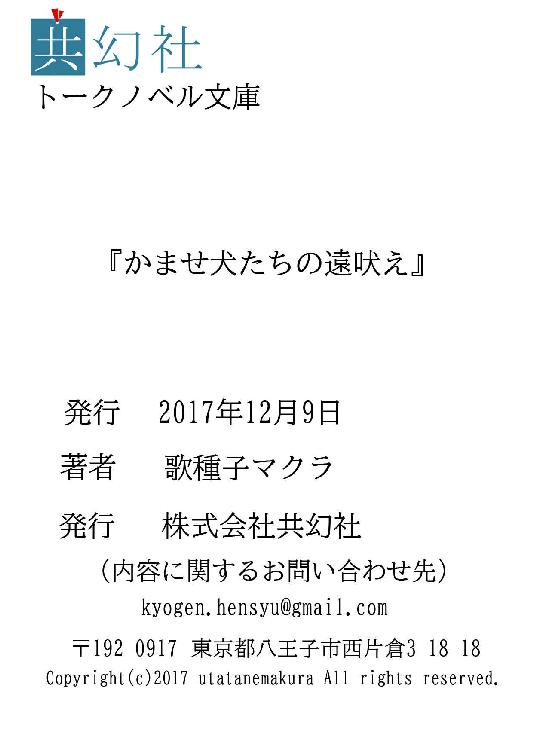 共幻社
トークノベル文庫
『かませ犬たちの遠吠え』
発行 2017年12月9日
著者 歌種子マクラ
発行 株式会社共幻社
(内容に関するお問い合わせ先)
kyogen.hensyu@gmail.com
〒192 0917 東京都八王子市西片倉3 18 18
Copyright(c)2017 utatanemakura All rights reserved.